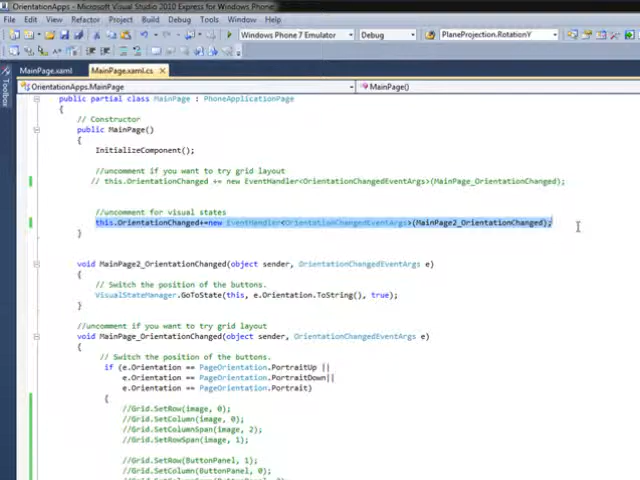 OrientationApps - Microsoft Visual Studio 2010 Express for Windows Phone
File Edit View Refactor Project Build Debug Tools Window Help
Windows Phone 7 Emulator Debug PlaneProjection.RotationY
MainPage.xaml MainPage.xaml.cs
Toolbox
OrientationApps.MainPage MainPage()
public partial class MainPage : PhoneApplicationPage
{
// Constructor
public MainPage()
{
InitializeComponent();
//uncomment if you want to try grid layout
// this.OrientationChanged += new EventHandler<OrientationChangedEventArgs>(MainPage_OrientationChanged);
//uncomment for visual states
this.OrientationChanged+=new EventHandler<OrientationChangedEventArgs>(MainPage2_OrientationChanged);
}
void MainPage2_OrientationChanged(object sender, OrientationChangedEventArgs e)
{
// Switch the position of the buttons.
VisualStateManager.GoToState(this, e.Orientation.ToString(), true);
}
//uncomment if you want to try grid layout
void MainPage_OrientationChanged(object sender, OrientationChangedEventArgs e)
{
// Switch the position of the buttons.
if (e.Orientation == PageOrientation.PortraitUp ||
e.Orientation == PageOrientation.PortraitDown||
e.Orientation == PageOrientation.Portrait)
{
//Grid.SetRow(image, 0);
//Grid.SetColumn(image, 0);
//Grid.SetColumnSpan(image, 2);
//Grid.SetRowSpan(image, 1);
//Grid.SetRow(ButtonPanel, 1);
//Grid.SetColumn(ButtonPanel, 0);